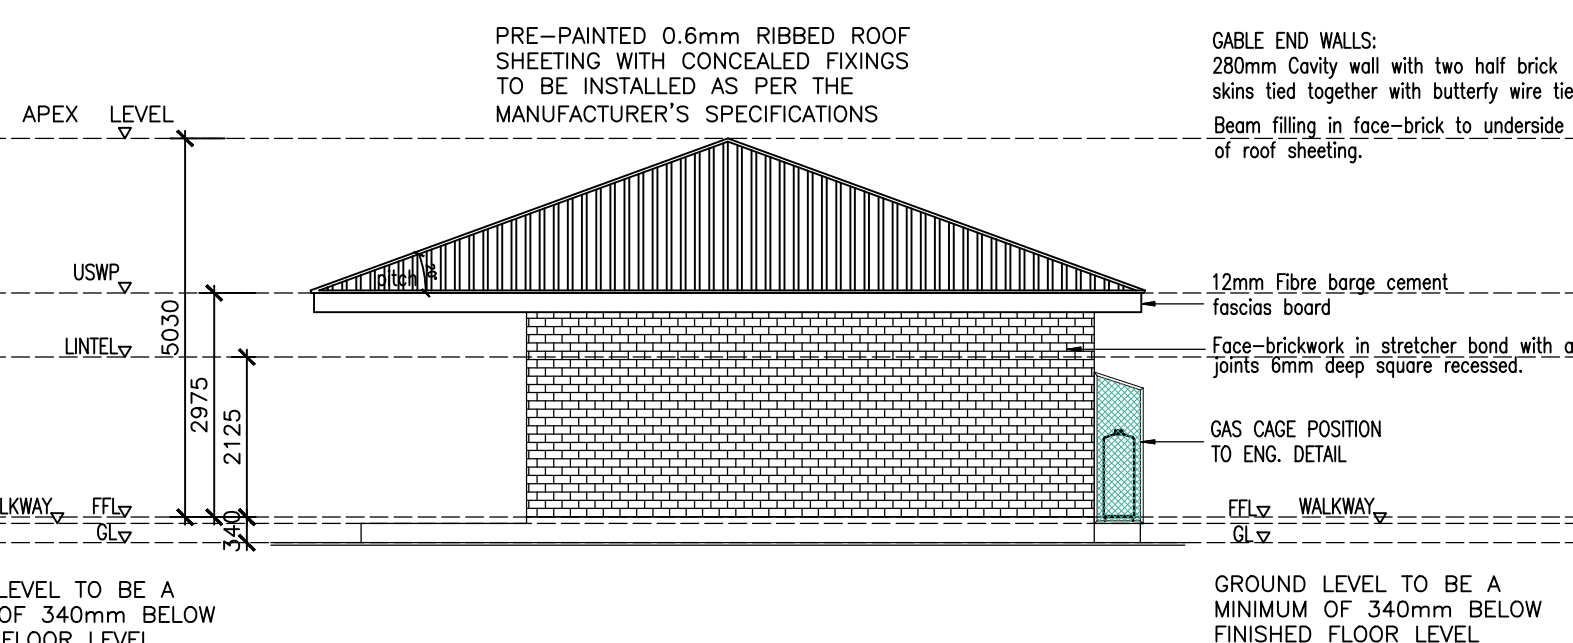 PRE-PAINTED 0.6mm RIBBED ROOF
SHEETING WITH CONCEALED FIXINGS
TO BE INSTALLED AS PER THE
MANUFACTURER'S SPECIFICATIONS
GABLE END WALLS:
280mm Cavity wall with two half brick
skins tied together with butterfy wire tie
Beam filling in face-brick to underside
of roof sheeting.
APEX LEVEL
USWP
LINTEL
5030
2975
2125
340
pitch
12mm Fibre barge cement
fascias board
Face-brickwork in stretcher bond with a
joints 6mm deep square recessed.
GAS CAGE POSITION
TO ENG. DETAIL
LKWAY FFL
GL
FFL WALKWAY
GL
LEVEL TO BE A
OF 340mm BELOW
FLOOR LEVEL
GROUND LEVEL TO BE A
MINIMUM OF 340mm BELOW
FINISHED FLOOR LEVEL